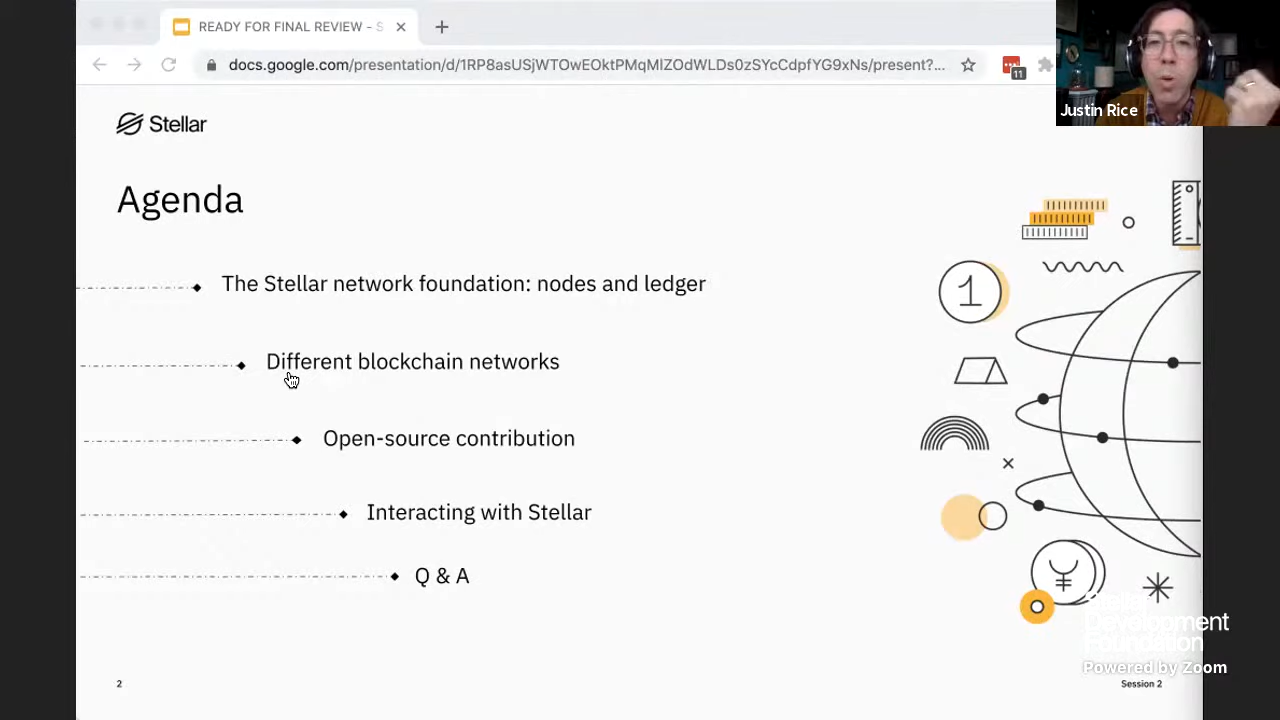 READY FOR FINAL REVIEW - S
docs.google.com/presentation/d/1RP8asUSjWTOwEOktPMqMIZOdWLDs0zSYcCdpfYG9xNs/present?...
11
Justin Rice
Stellar
Agenda
The Stellar network foundation: nodes and ledger
Different blockchain networks
Open-source contribution
Interacting with Stellar
Q & A
1
Stellar
Development
Foundation
Powered by Zoom
2
Session 2